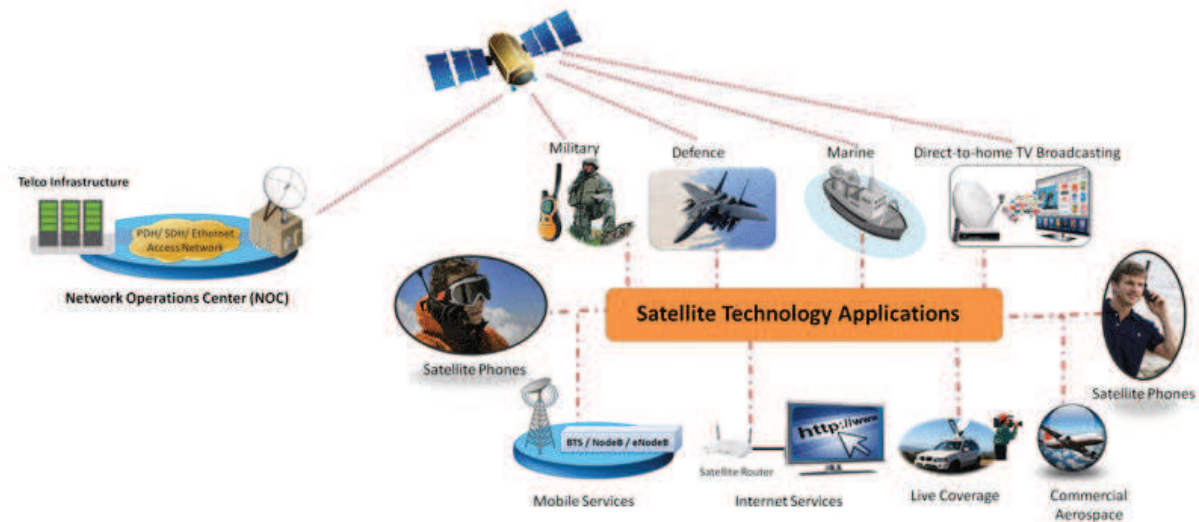 Military
Defence
Marine
Direct-to-home TV Broadcasting
Telco Infrastructure
PDH/ SDH/ Ethernet
Access Network
Network Operations Center (NOC)
Satellite Technology Applications
Satellite Phones
Satellite Phones
BTS / NodeB / eNodeB
http://www
Satellite Router
Mobile Services
Internet Services
Live Coverage
Commercial
Aerospace